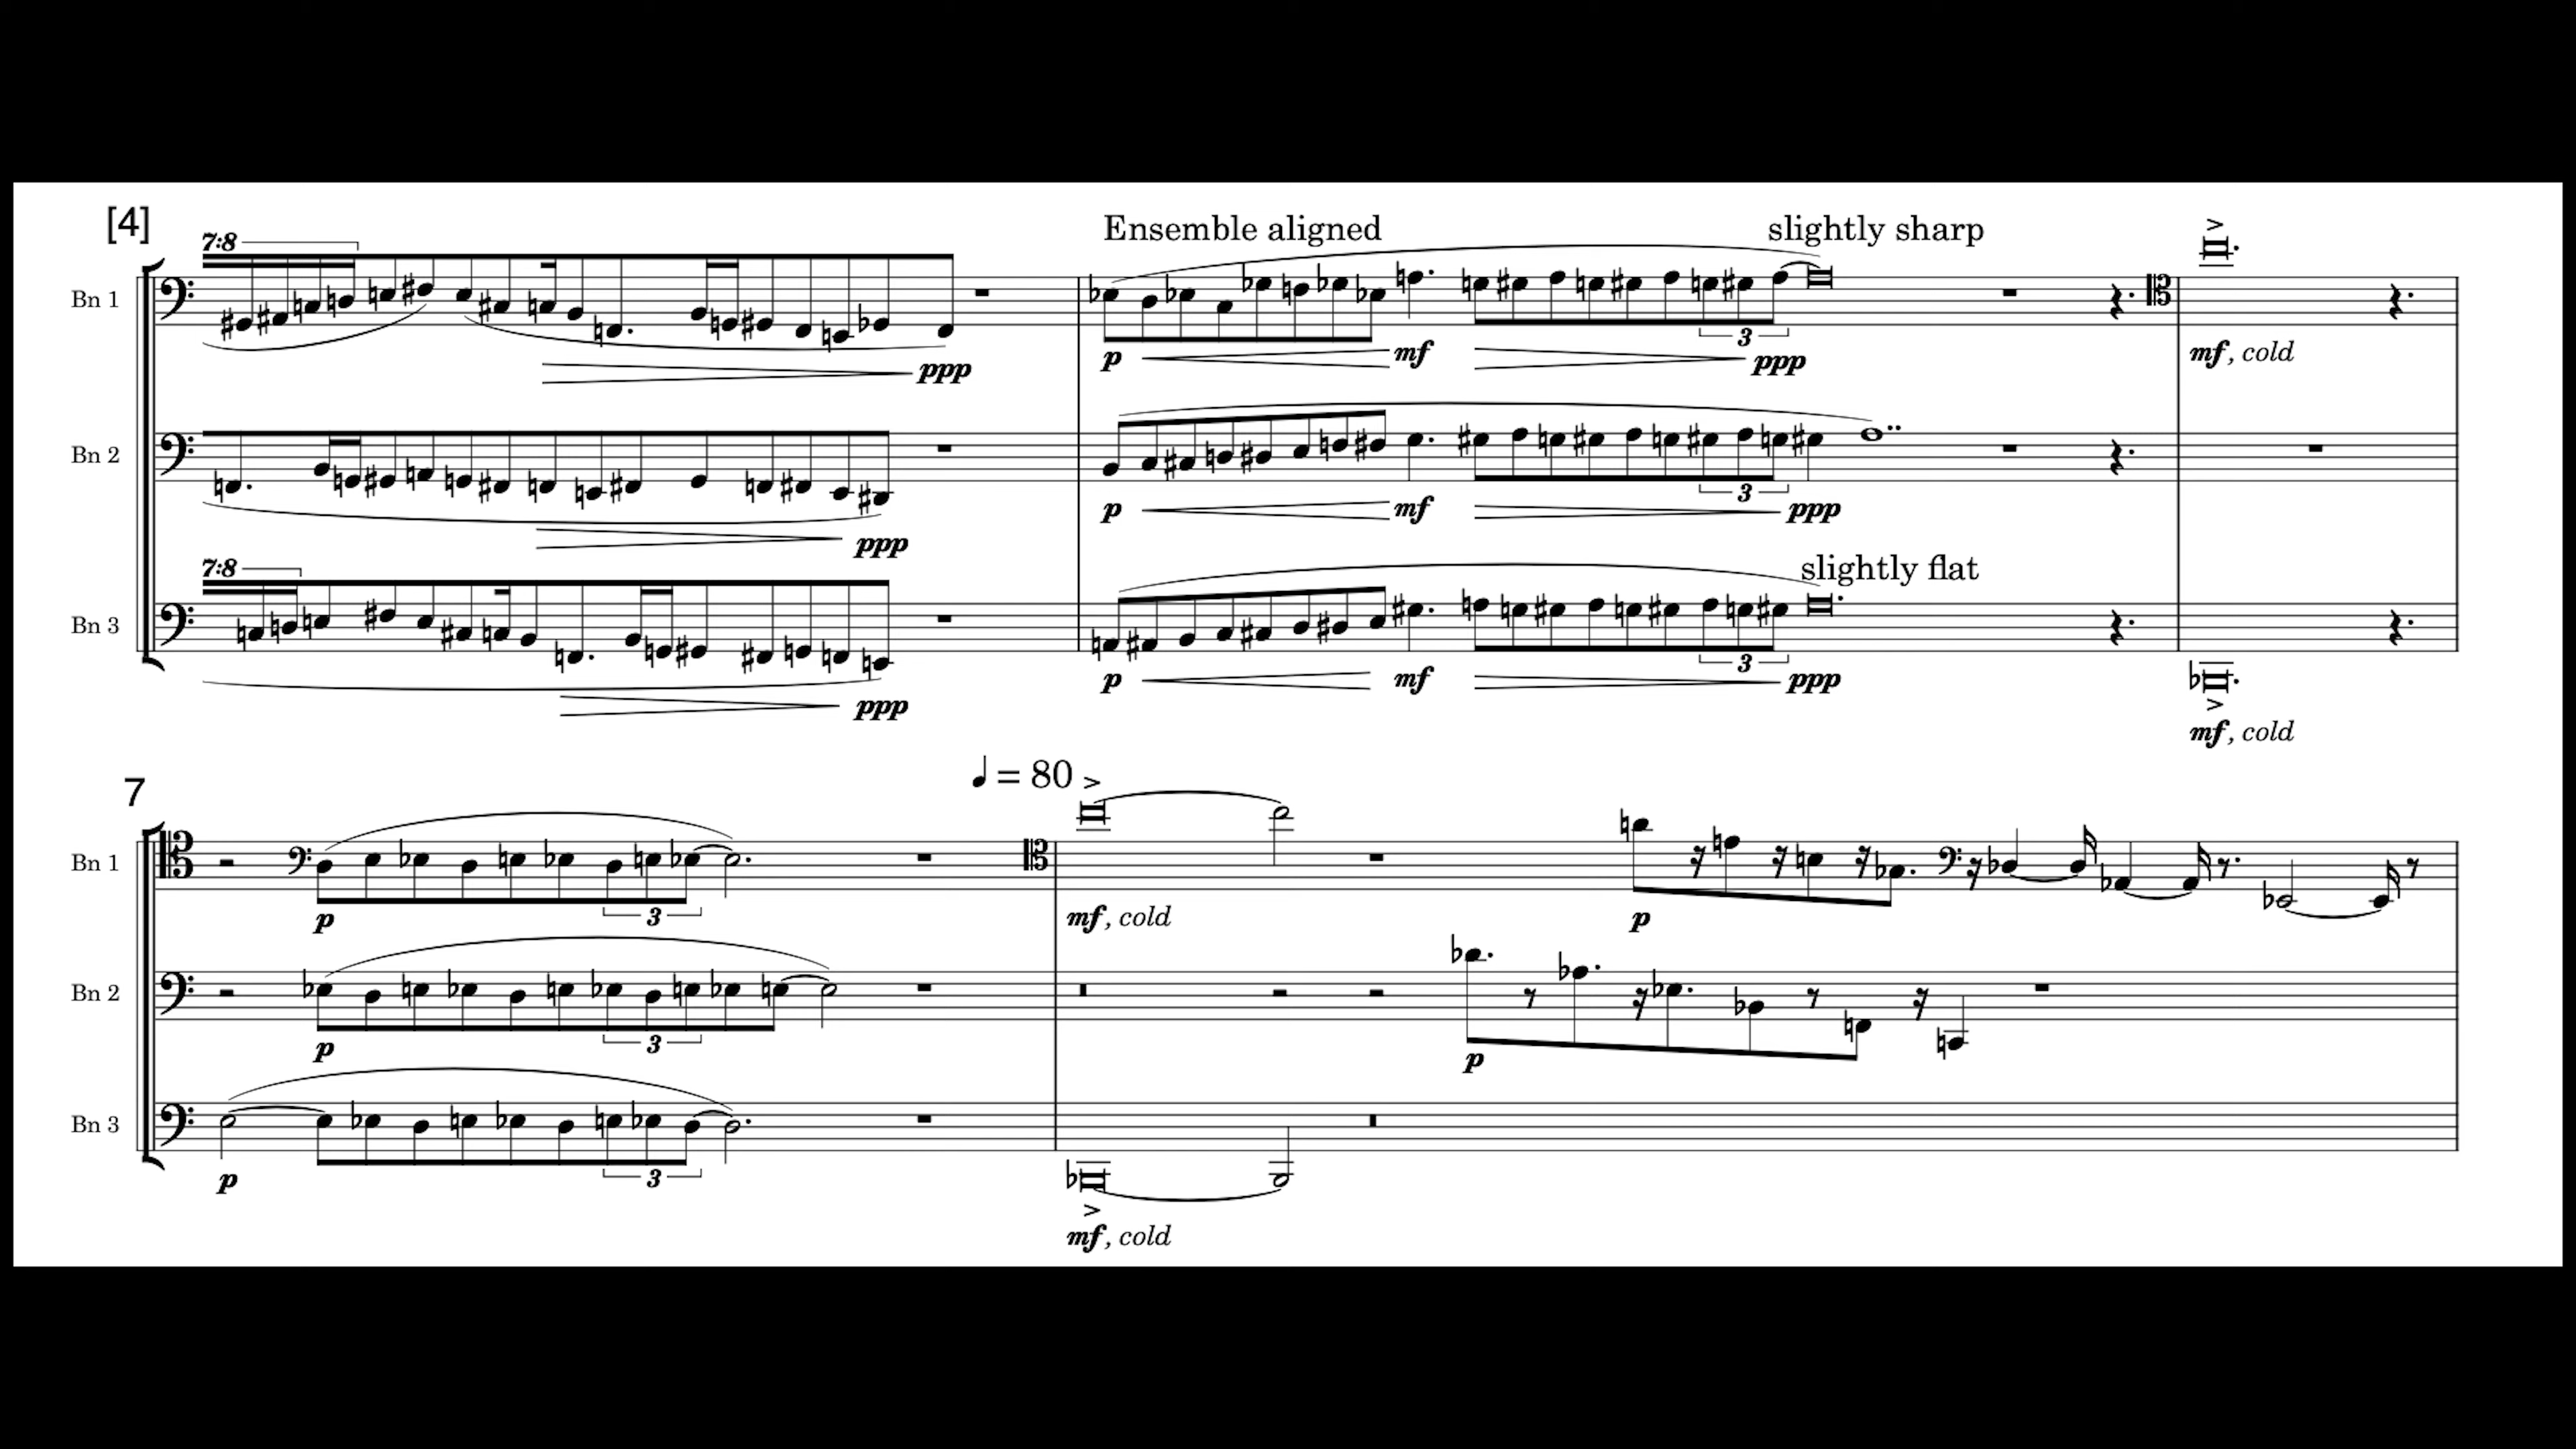 [4]
7:8
Ensemble aligned
slightly sharp
Bn 1
3
p
mf
ppp
mf, cold
ppp
Bn 2
3
p
mf
ppp
ppp
7:8
slightly flat
Bn 3
3
p
mf
ppp
ppp
mf, cold
7
= 80
Bn 1
p
3
mf, cold
p
Bn 2
p
3
p
Bn 3
p
3
mf, cold